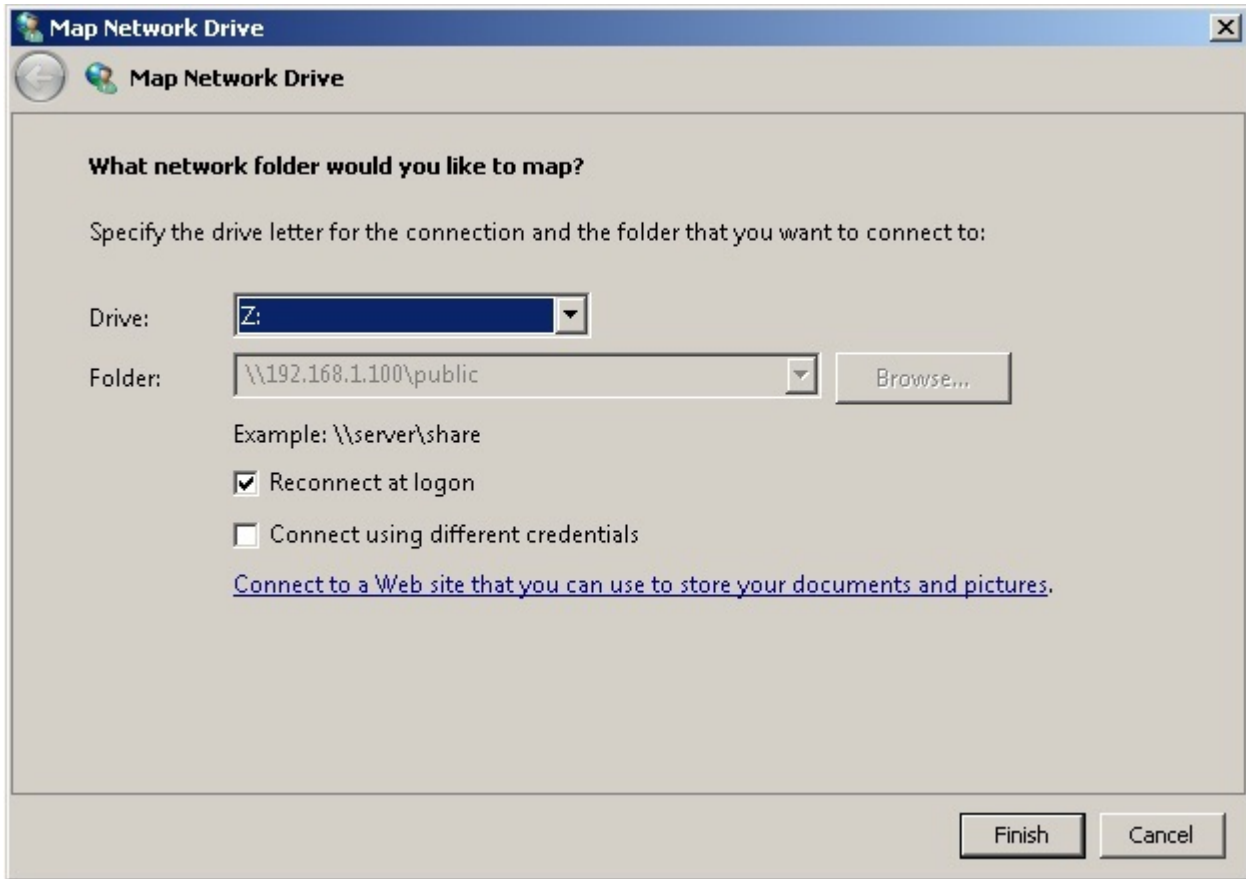 Map Network Drive
Map Network Drive
What network folder would you like to map?
Specify the drive letter for the connection and the folder that you want to connect to:
Drive: Z:
Folder: \\192.168.1.100\public Browse...
Example: \\server\share
Reconnect at logon
Connect using different credentials
Connect to a Web site that you can use to store your documents and pictures.
Finish Cancel